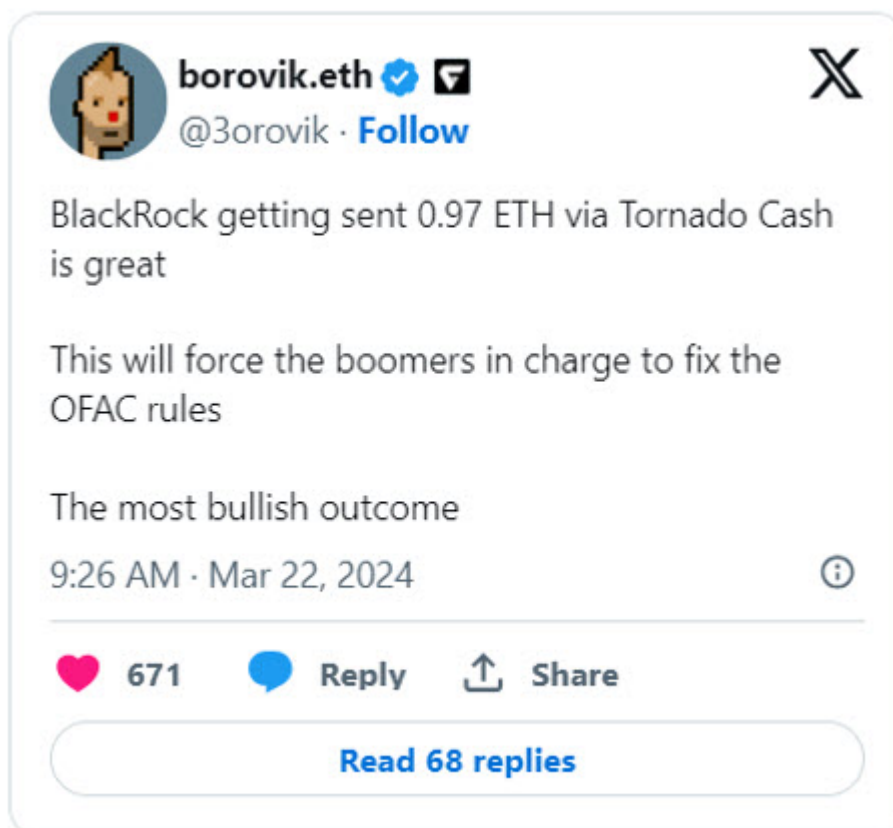 borovik.eth
@3orovik · Follow
BlackRock getting sent 0.97 ETH via Tornado Cash
is great
This will force the boomers in charge to fix the
OFAC rules
The most bullish outcome
9:26 AM · Mar 22, 2024
671 Reply Share
Read 68 replies